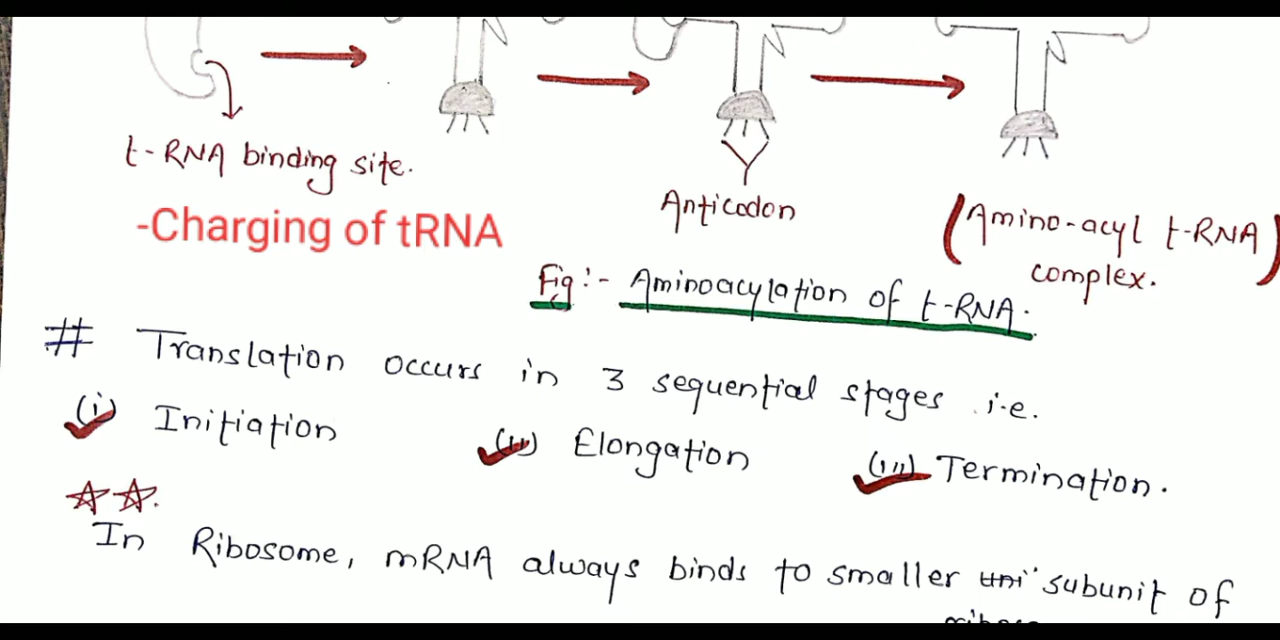 t-RNA binding site.
-Charging of tRNA
Anticodon
(Amino-acyl t-RNA)
complex.
Fig:- Aminoacylation of t-RNA.
# Translation occurs in 3 sequential stages i.e.
(i) Initiation (ii) Elongation (iii) Termination.
In Ribosome, mRNA always binds to smaller subunit of